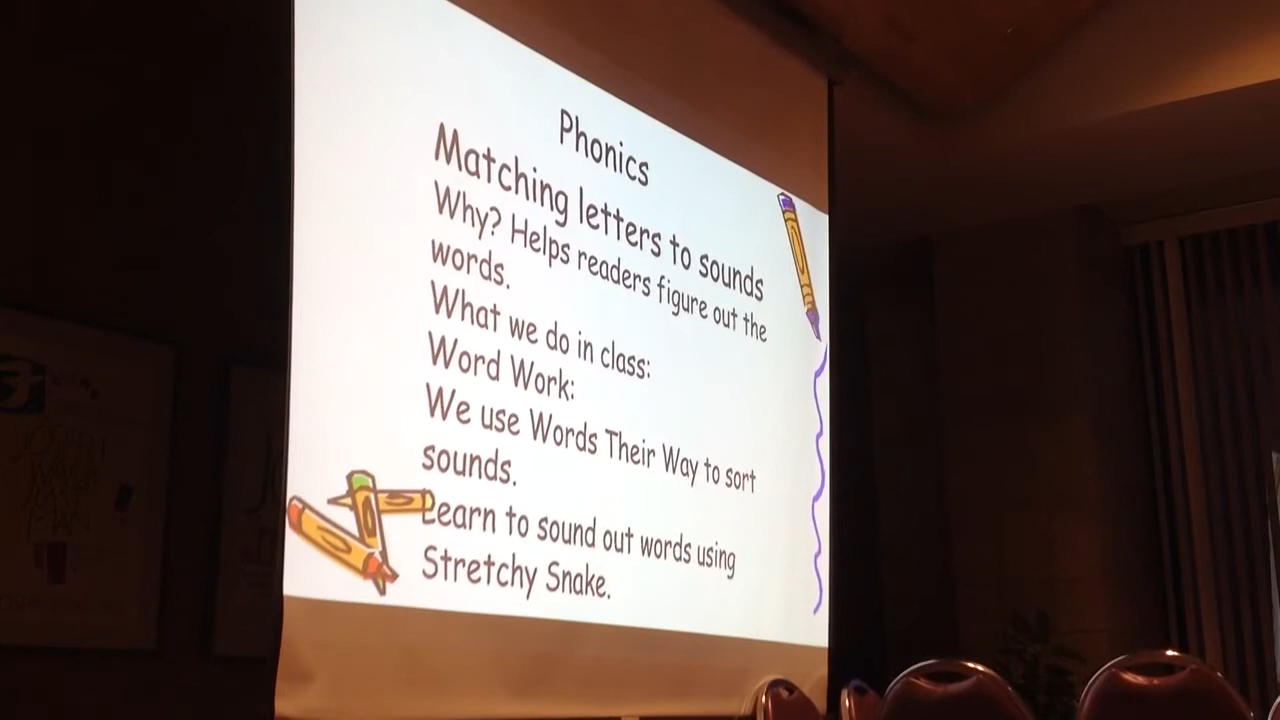 Phonics
Matching letters to sounds
Why? Helps readers figure out the
words.
What we do in class:
Word Work:
We use Words Their Way to sort
sounds.
Learn to sound out words using
Stretchy Snake.